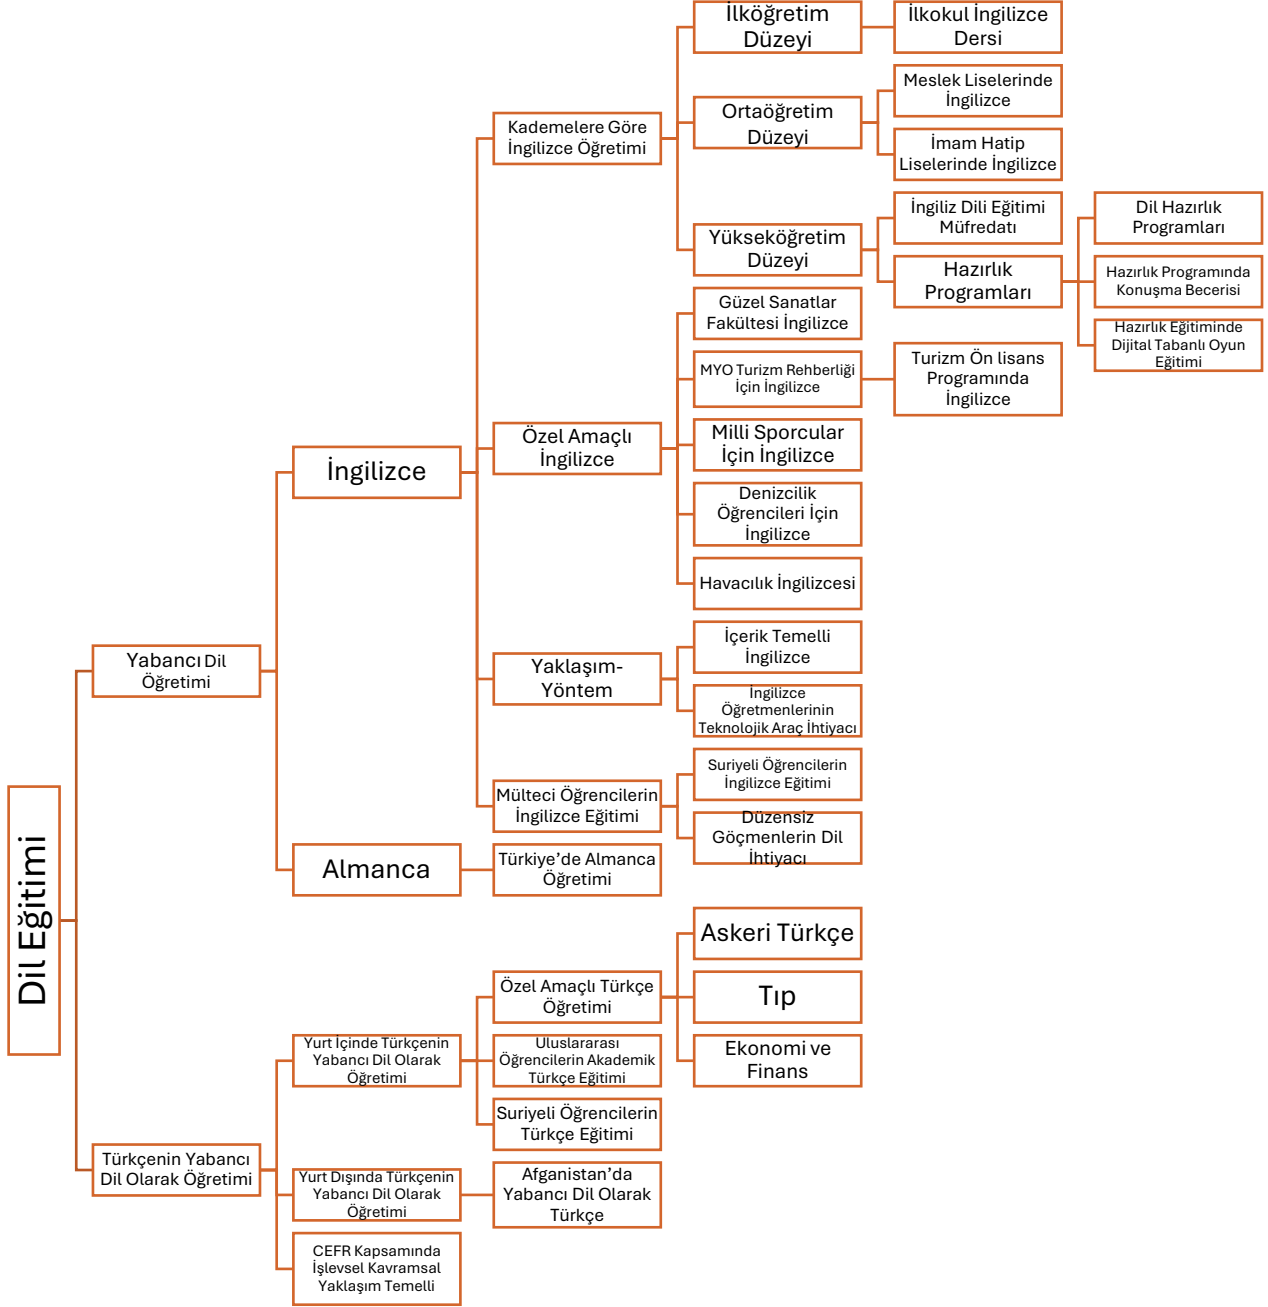 Dil Eğitimi
Yabancı Dil
Öğretimi
İngilizce
Kademelere Göre
İngilizce Öğretimi
İlköğretim
Düzeyi
İlkokul İngilizce
Dersi
Ortaöğretim
Düzeyi
Meslek Liselerinde
İngilizce
İmam Hatip
Liselerinde İngilizce
Yükseköğretim
Düzeyi
İngiliz Dili Eğitimi
Müfredatı
Hazırlık
Programları
Dil Hazırlık
Programları
Hazırlık Programında
Konuşma Becerisi
Hazırlık Eğitiminde
Dijital Tabanlı Oyun
Eğitimi
Özel Amaçlı
İngilizce
Güzel Sanatlar
Fakültesi İngilizce
MYO Turizm Rehberliği
İçin İngilizce
Turizm Ön lisans
Programında
İngilizce
Milli Sporcular
İçin İngilizce
Denizcilik
Öğrencileri İçin
İngilizce
Havacılık İngilizcesi
Yaklaşım-
Yöntem
İçerik Temelli
İngilizce
İngilizce
Öğretmenlerinin
Teknolojik Araç İhtiyacı
Mülteci Öğrencilerin
İngilizce Eğitimi
Suriyeli Öğrencilerin
İngilizce Eğitimi
Düzensiz
Göçmenlerin Dil
İhtiyacı
Almanca
Türkiye’de Almanca
Öğretimi
Türkçenin Yabancı
Dil Olarak Öğretimi
Yurt İçinde Türkçenin
Yabancı Dil Olarak
Öğretimi
Özel Amaçlı Türkçe
Öğretimi
Askeri Türkçe
Tıp
Ekonomi ve
Finans
Uluslararası
Öğrencilerin Akademik
Türkçe Eğitimi
Suriyeli Öğrencilerin
Türkçe Eğitimi
Yurt Dışında Türkçenin
Yabancı Dil Olarak
Öğretimi
Afganistan’da
Yabancı Dil Olarak
Türkçe
CEFR Kapsamında
İşlevsel Kavramsal
Yaklaşım Temelli